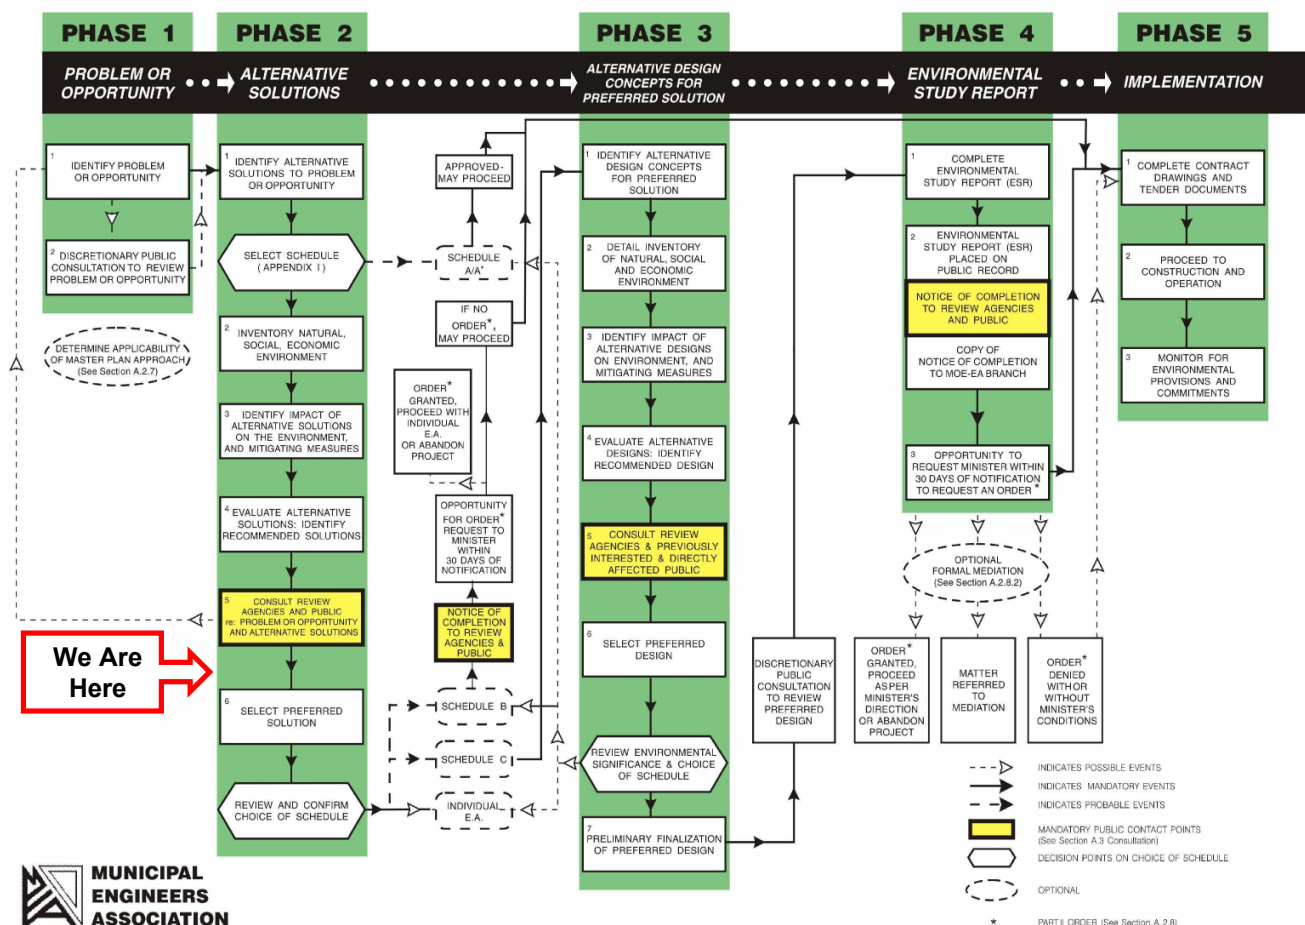 PHASE 1
PHASE 2
PHASE 3
PHASE 4
PHASE 5
PROBLEM OR
OPPORTUNITY
ALTERNATIVE
SOLUTIONS
ALTERNATIVE DESIGN
CONCEPTS FOR
PREFERRED SOLUTION
ENVIRONMENTAL
STUDY REPORT
IMPLEMENTATION
1
IDENTIFY PROBLEM
OR OPPORTUNITY
2
DISCRETIONARY PUBLIC
CONSULTATION TO REVIEW
PROBLEM OR OPPORTUNITY
DETERMINE APPLICABILITY
OF MASTER PLAN APPROACH
(See Section A.2.7)
We Are
Here
1
IDENTIFY ALTERNATIVE
SOLUTIONS TO PROBLEM
OR OPPORTUNITY
SELECT SCHEDULE
(APPENDIX I)
2
INVENTORY NATURAL,
SOCIAL, ECONOMIC
ENVIRONMENT
3
IDENTIFY IMPACT OF
ALTERNATIVE SOLUTIONS
ON THE ENVIRONMENT,
AND MITIGATING MEASURES
4
EVALUATE ALTERNATIVE
SOLUTIONS: IDENTIFY
RECOMMENDED SOLUTIONS
5
CONSULT REVIEW
AGENCIES AND PUBLIC
re: PROBLEM OR OPPORTUNITY
AND ALTERNATIVE SOLUTIONS
6
SELECT PREFERRED
SOLUTION
REVIEW AND CONFIRM
CHOICE OF SCHEDULE
APPROVED-
MAY PROCEED
SCHEDULE
A/A+
IF NO
ORDER*,
MAY PROCEED
ORDER*
GRANTED,
PROCEED WITH
INDIVIDUAL
E.A.
OR ABANDON
PROJECT
OPPORTUNITY
FOR ORDER*
REQUEST TO
MINISTER
WITHIN
30 DAYS OF
NOTIFICATION
NOTICE OF
COMPLETION
TO REVIEW
AGENCIES &
PUBLIC
SCHEDULE B
SCHEDULE C
INDIVIDUAL
E.A.
1
IDENTIFY ALTERNATIVE
DESIGN CONCEPTS
FOR PREFERRED
SOLUTION
2
DETAIL INVENTORY
OF NATURAL, SOCIAL
AND ECONOMIC
ENVIRONMENT
3
IDENTIFY IMPACT OF
ALTERNATIVE DESIGNS
ON ENVIRONMENT, AND
MITIGATING MEASURES
4
EVALUATE ALTERNATIVE
DESIGNS: IDENTIFY
RECOMMENDED DESIGN
5
CONSULT REVIEW
AGENCIES & PREVIOUSLY
INTERESTED & DIRECTLY
AFFECTED PUBLIC
6
SELECT PREFERRED
DESIGN
REVIEW ENVIRONMENTAL
SIGNIFICANCE & CHOICE
OF SCHEDULE
7
PRELIMINARY FINALIZATION
OF PREFERRED DESIGN
DISCRETIONARY
PUBLIC
CONSULTATION
TO REVIEW
PREFERRED
DESIGN
1
COMPLETE
ENVIRONMENTAL
STUDY REPORT (ESR)
2
ENVIRONMENTAL
STUDY REPORT (ESR)
PLACED ON
PUBLIC RECORD
NOTICE OF COMPLETION
TO REVIEW AGENCIES
AND PUBLIC
COPY OF
NOTICE OF COMPLETION
TO MOE-EA BRANCH
3
OPPORTUNITY TO
REQUEST MINISTER WITHIN
30 DAYS OF NOTIFICATION
TO REQUEST AN ORDER*
OPTIONAL
FORMAL MEDIATION
(See Section A.2.8.2)
ORDER*
GRANTED,
PROCEED
AS PER
MINISTER'S
DIRECTION
OR ABANDON
PROJECT
MATTER
REFERRED
TO
MEDIATION
ORDER*
DENIED
WITH OR
WITHOUT
MINISTER'S
CONDITIONS
1
COMPLETE CONTRACT
DRAWINGS AND
TENDER DOCUMENTS
2
PROCEED TO
CONSTRUCTION AND
OPERATION
3
MONITOR FOR
ENVIRONMENTAL
PROVISIONS AND
COMMITMENTS
INDICATES POSSIBLE EVENTS
INDICATES MANDATORY EVENTS
INDICATES PROBABLE EVENTS
MANDATORY PUBLIC CONTACT POINTS
(See Section A.3 Consultation)
DECISION POINTS ON CHOICE OF SCHEDULE
OPTIONAL
* PART II ORDER (See Section A.2.8)
MUNICIPAL
ENGINEERS
ASSOCIATION